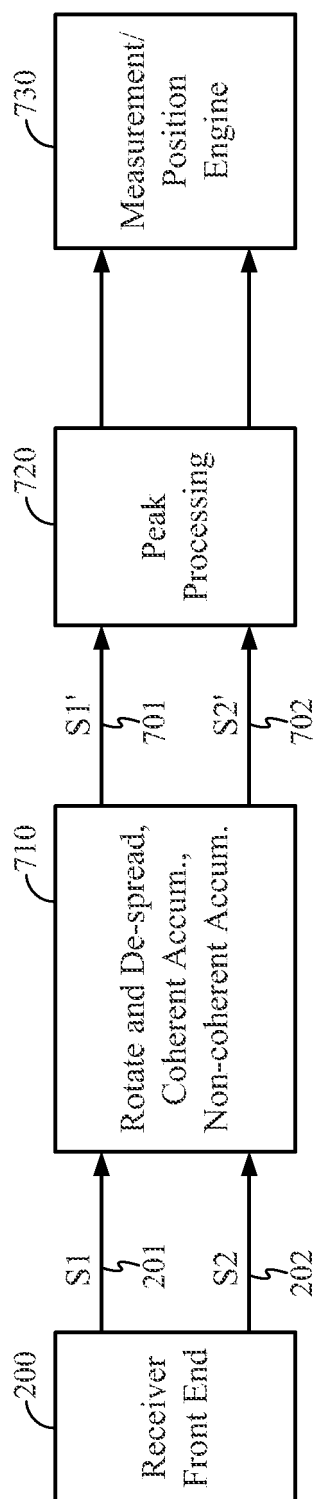 200
Receiver
Front End
S1
201
S2
202
710
Rotate and De-spread,
Coherent Accum.,
Non-coherent Accum.
S1'
701
S2'
702
720
Peak
Processing
730
Measurement/
Position
Engine